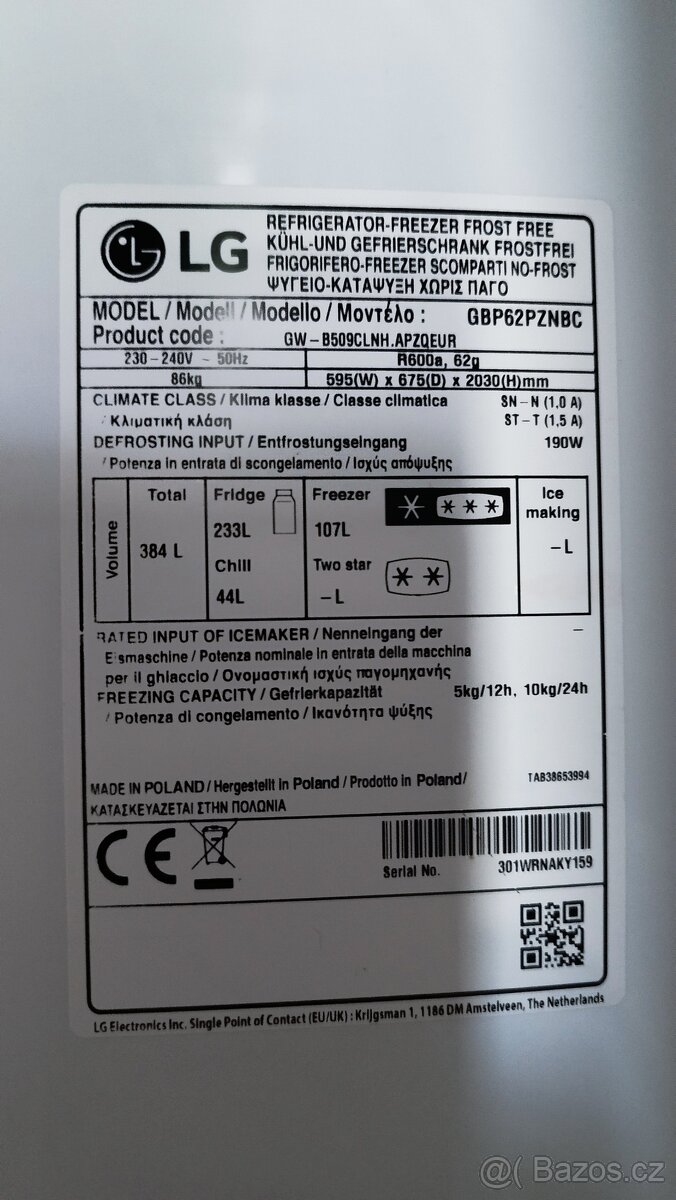 LG
REFRIGERATOR-FREEZER FROST FREE
KÜHL-UND GEFRIERSCHRANK FROSTFREI
FRIGORIFERO-FREEZER SCOMPARTI NO-FROST
ΨΥΓΕΙΟ-ΚΑΤΑΨΥΞΗ ΧΩΡΙΣ ΠΑΓΟ
MODEL / Modell / Modello / Μοντέλο : GBP62PZNBC
Product code : GW-B509CLNH.APZQEUR
230-240V ~ 50Hz R600a, 62g
86kg 595(W) x 675(D) x 2030(H)mm
CLIMATE CLASS / Klima klasse / Classe climatica SN-N (1,0 A)
/ Κλιματική κλάση ST-T (1,5 A)
DEFROSTING INPUT / Entfrostungseingang 190W
/ Potenza in entrata di scongelamento / Ισχύς απόψυξης
Volume
Total
384 L
Fridge
233L
Chill
44L
Freezer
107L
Two star
-L
Ice
making
-L
RATED INPUT OF ICEMAKER / Nenneingang der –
Eismaschine / Potenza nominale in entrata della macchina
per il ghiaccio / Ονομαστική ισχύς παγομηχανής
FREEZING CAPACITY / Gefrierkapazität 5kg/12h, 10kg/24h
/ Potenza di congelamento / Ικανότητα ψύξης
MADE IN POLAND / Hergestellt in Poland / Prodotto in Poland/ TAB38653994
ΚΑΤΑΣΚΕΥΑΖΕΤΑΙ ΣΤΗΝ ΠΟΛΩΝΙΑ
CE
Serial No. 301WRNAKY159
LG Electronics Inc. Single Point of Contact (EU/UK) : Krijgsman 1, 1186 DM Amstelveen, The Netherlands
@( Bazos.cz